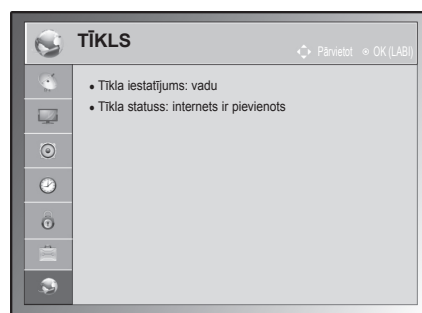 TĪKLS
Pārvietot OK (LABI)
• Tīkla iestatījums: vadu
• Tīkla statuss: internets ir pievienots